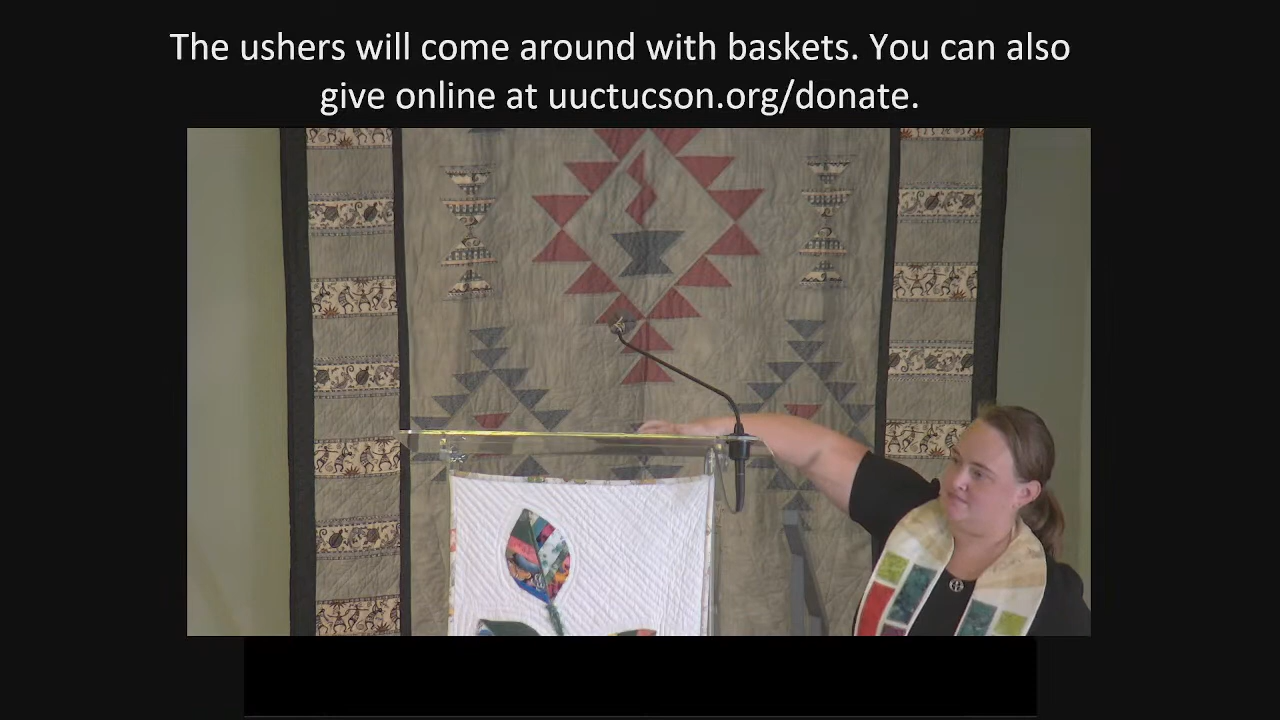 The ushers will come around with baskets. You can also
give online at uuctucson.org/donate.